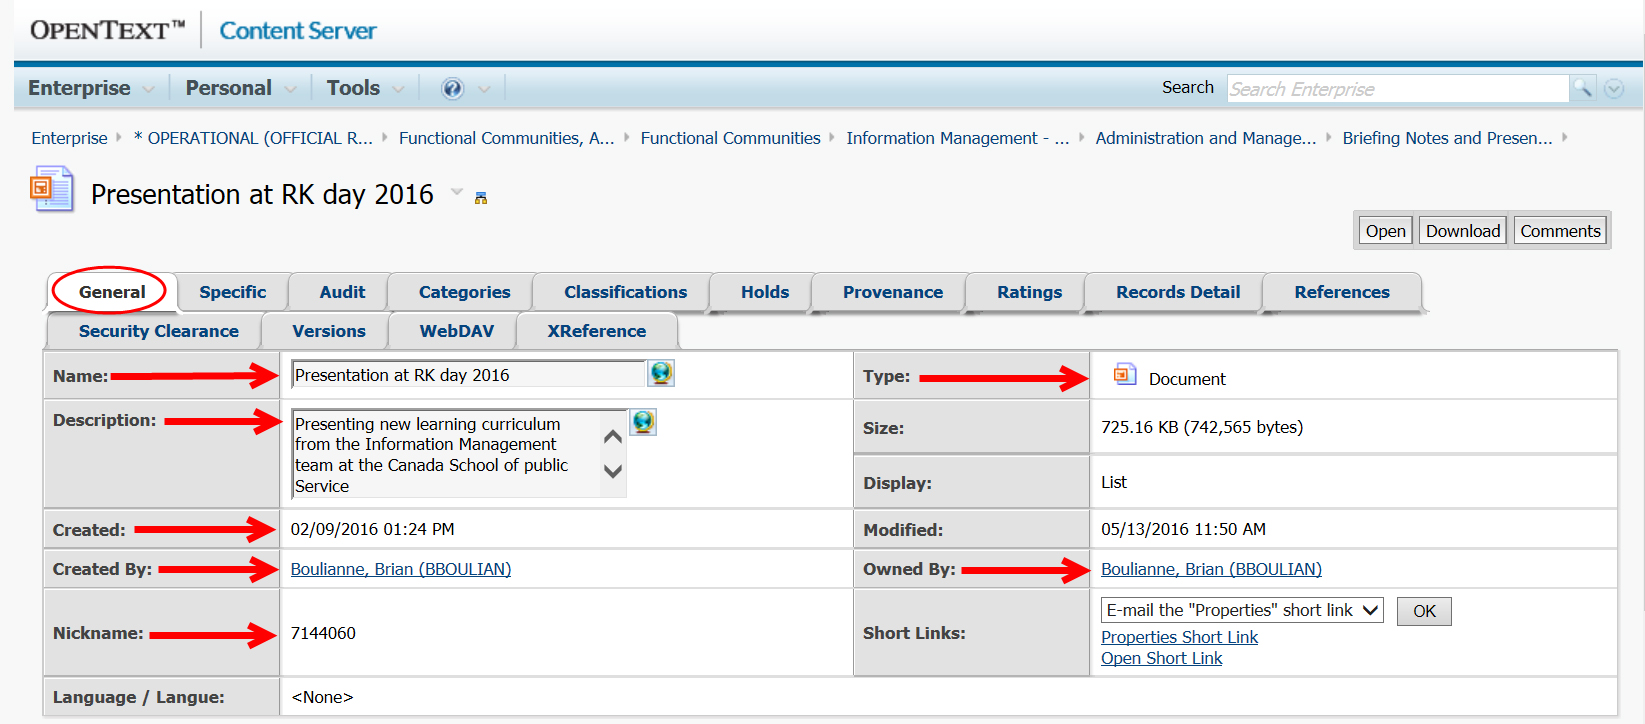 OPENTEXT™ Content Server
Enterprise Personal Tools ? Search Search Enterprise
Enterprise * OPERATIONAL (OFFICIAL R... Functional Communities, A... Functional Communities Information Management - ... Administration and Manage... Briefing Notes and Presen...
Presentation at RK day 2016
Open Download Comments
General Specific Audit Categories Classifications Holds Provenance Ratings Records Detail References
Security Clearance Versions WebDAV XReference
Name: Presentation at RK day 2016
Type: Document
Description: Presenting new learning curriculum
from the Information Management
team at the Canada School of public
Service
Size: 725.16 KB (742,565 bytes)
Display: List
Created: 02/09/2016 01:24 PM
Modified: 05/13/2016 11:50 AM
Created By: Boulianne, Brian (BBOULIAN)
Owned By: Boulianne, Brian (BBOULIAN)
Nickname: 7144060
Short Links: E-mail the "Properties" short link OK
Properties Short Link
Open Short Link
Language / Langue: <None>